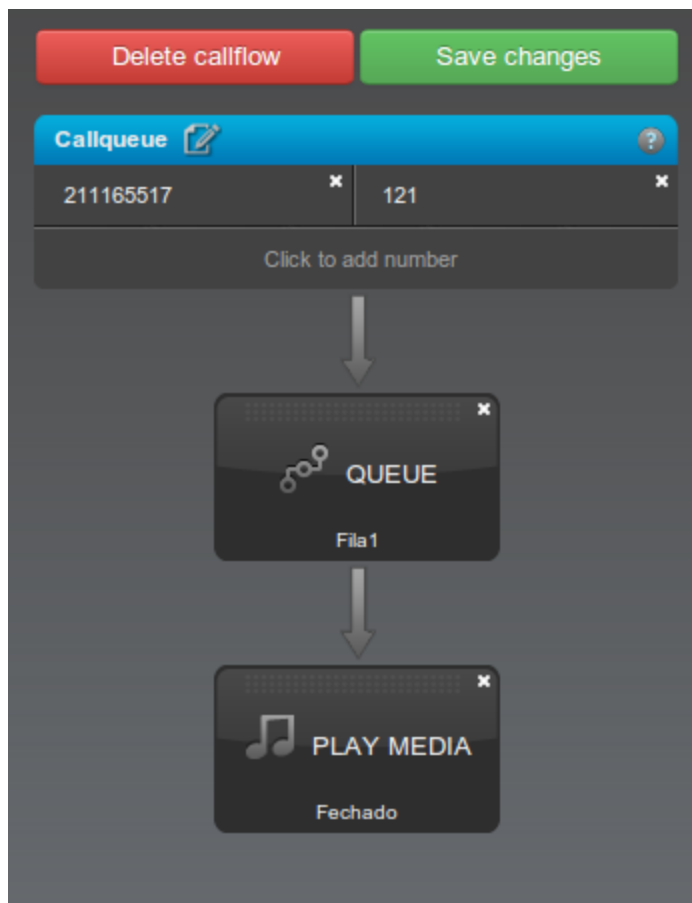 Delete callflow
Save changes
Callqueue
?
211165517
121
Click to add number
QUEUE
Fila1
PLAY MEDIA
Fechado